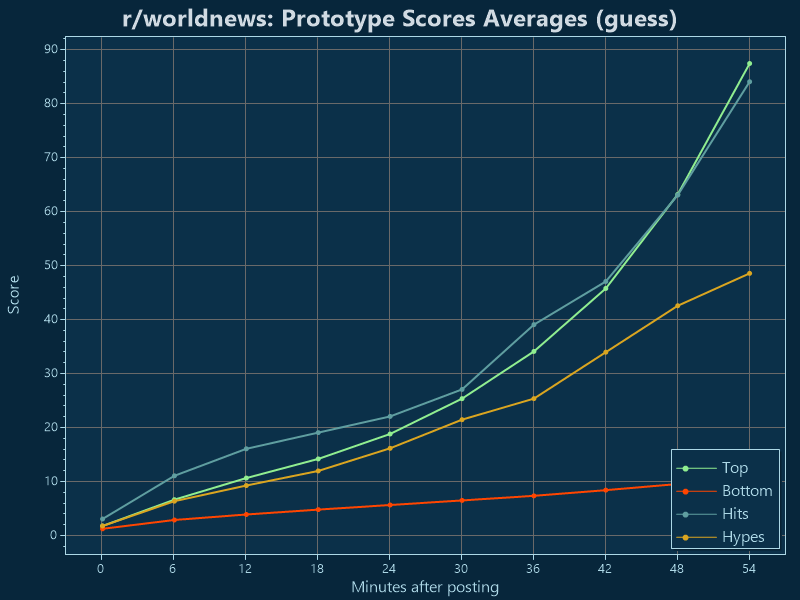 r/worldnews: Prototype Scores Averages (guess)
90
80
70
60
50
40
30
20
10
0
Score
Top
Bottom
Hits
Hypes
0 6 12 18 24 30 36 42 48 54
Minutes after posting